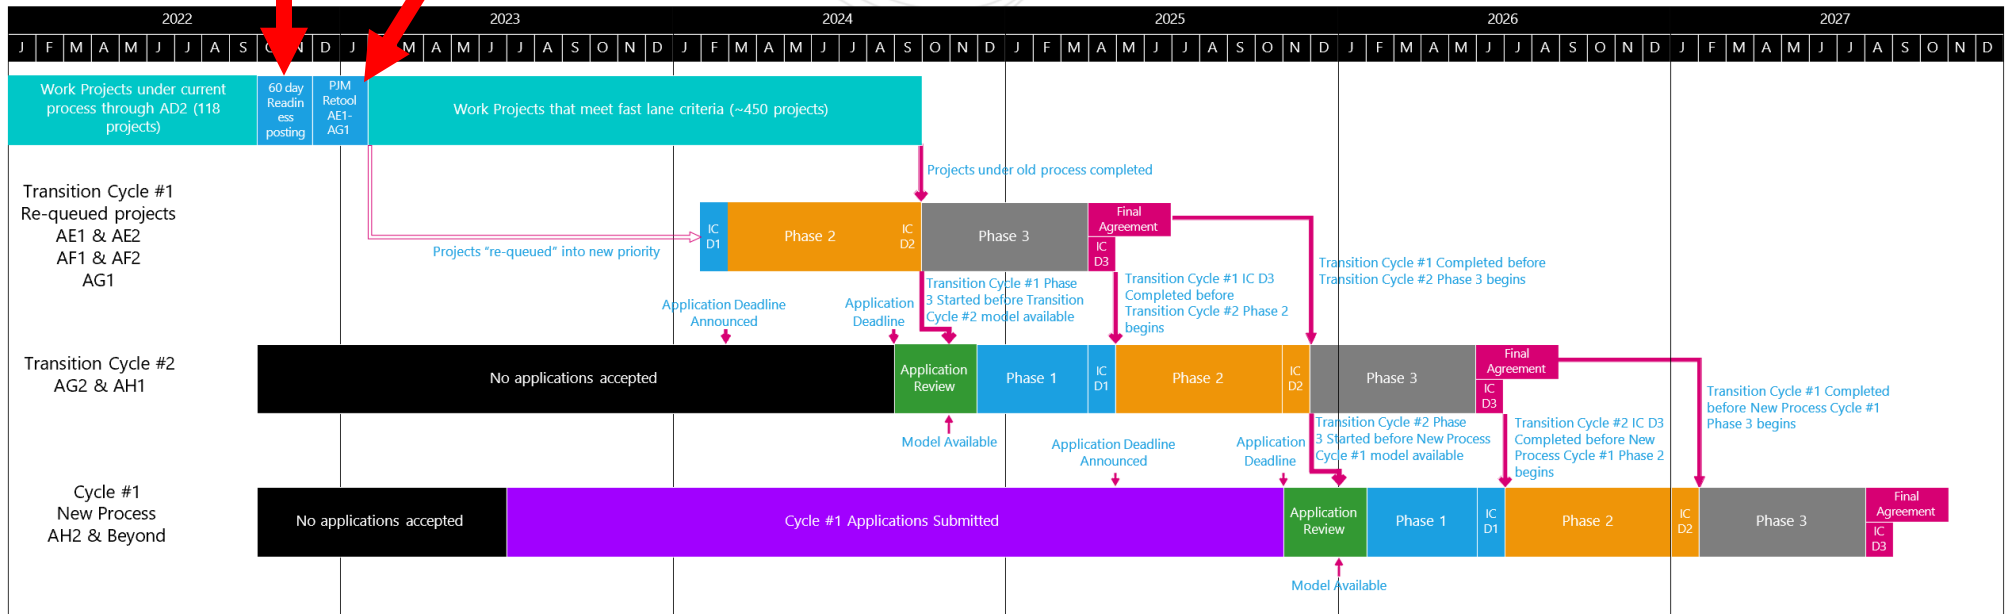 2022 2023 2024 2025 2026 2027
J F M A M J J A S O N D J M A M J J A S O N D J F M A M J J A S O N D J F M A M J J A S O N D J F M A M J J A S O N D J F M A M J J A S O N D
Work Projects under current
process through AD2 (118
projects)
60 day
Readin
ess
posting
PJM
Retool
AE1-
AG1
Work Projects that meet fast lane criteria (~450 projects)
Projects under old process completed
Transition Cycle #1
Re-queued projects
AE1 & AE2
AF1 & AF2
AG1
Projects "re-queued" into new priority
IC
D1
Phase 2
IC
D2
Phase 3
Final
Agreement
IC
D3
Transition Cycle #1 Phase
3 Started before Transition
Cycle #2 model available
Transition Cycle #1 IC D3
Completed before
Transition Cycle #2 Phase 2
begins
Transition Cycle #1 Completed before
Transition Cycle #2 Phase 3 begins
Application Deadline
Announced
Application
Deadline
Transition Cycle #2
AG2 & AH1
No applications accepted
Application
Review
Phase 1
IC
D1
Phase 2
IC
D2
Phase 3
Final
Agreement
IC
D3
Model Available
Application Deadline
Announced
Application
Deadline
Transition Cycle #2 Phase
3 Started before New Process
Cycle #1 model available
Transition Cycle #2 IC D3
Completed before New
Process Cycle #1 Phase 2
begins
Transition Cycle #1 Completed
before New Process Cycle #1
Phase 3 begins
Cycle #1
New Process
AH2 & Beyond
No applications accepted
Cycle #1 Applications Submitted
Application
Review
Phase 1
IC
D1
Phase 2
IC
D2
Phase 3
Final
Agreement
IC
D3
Model Available